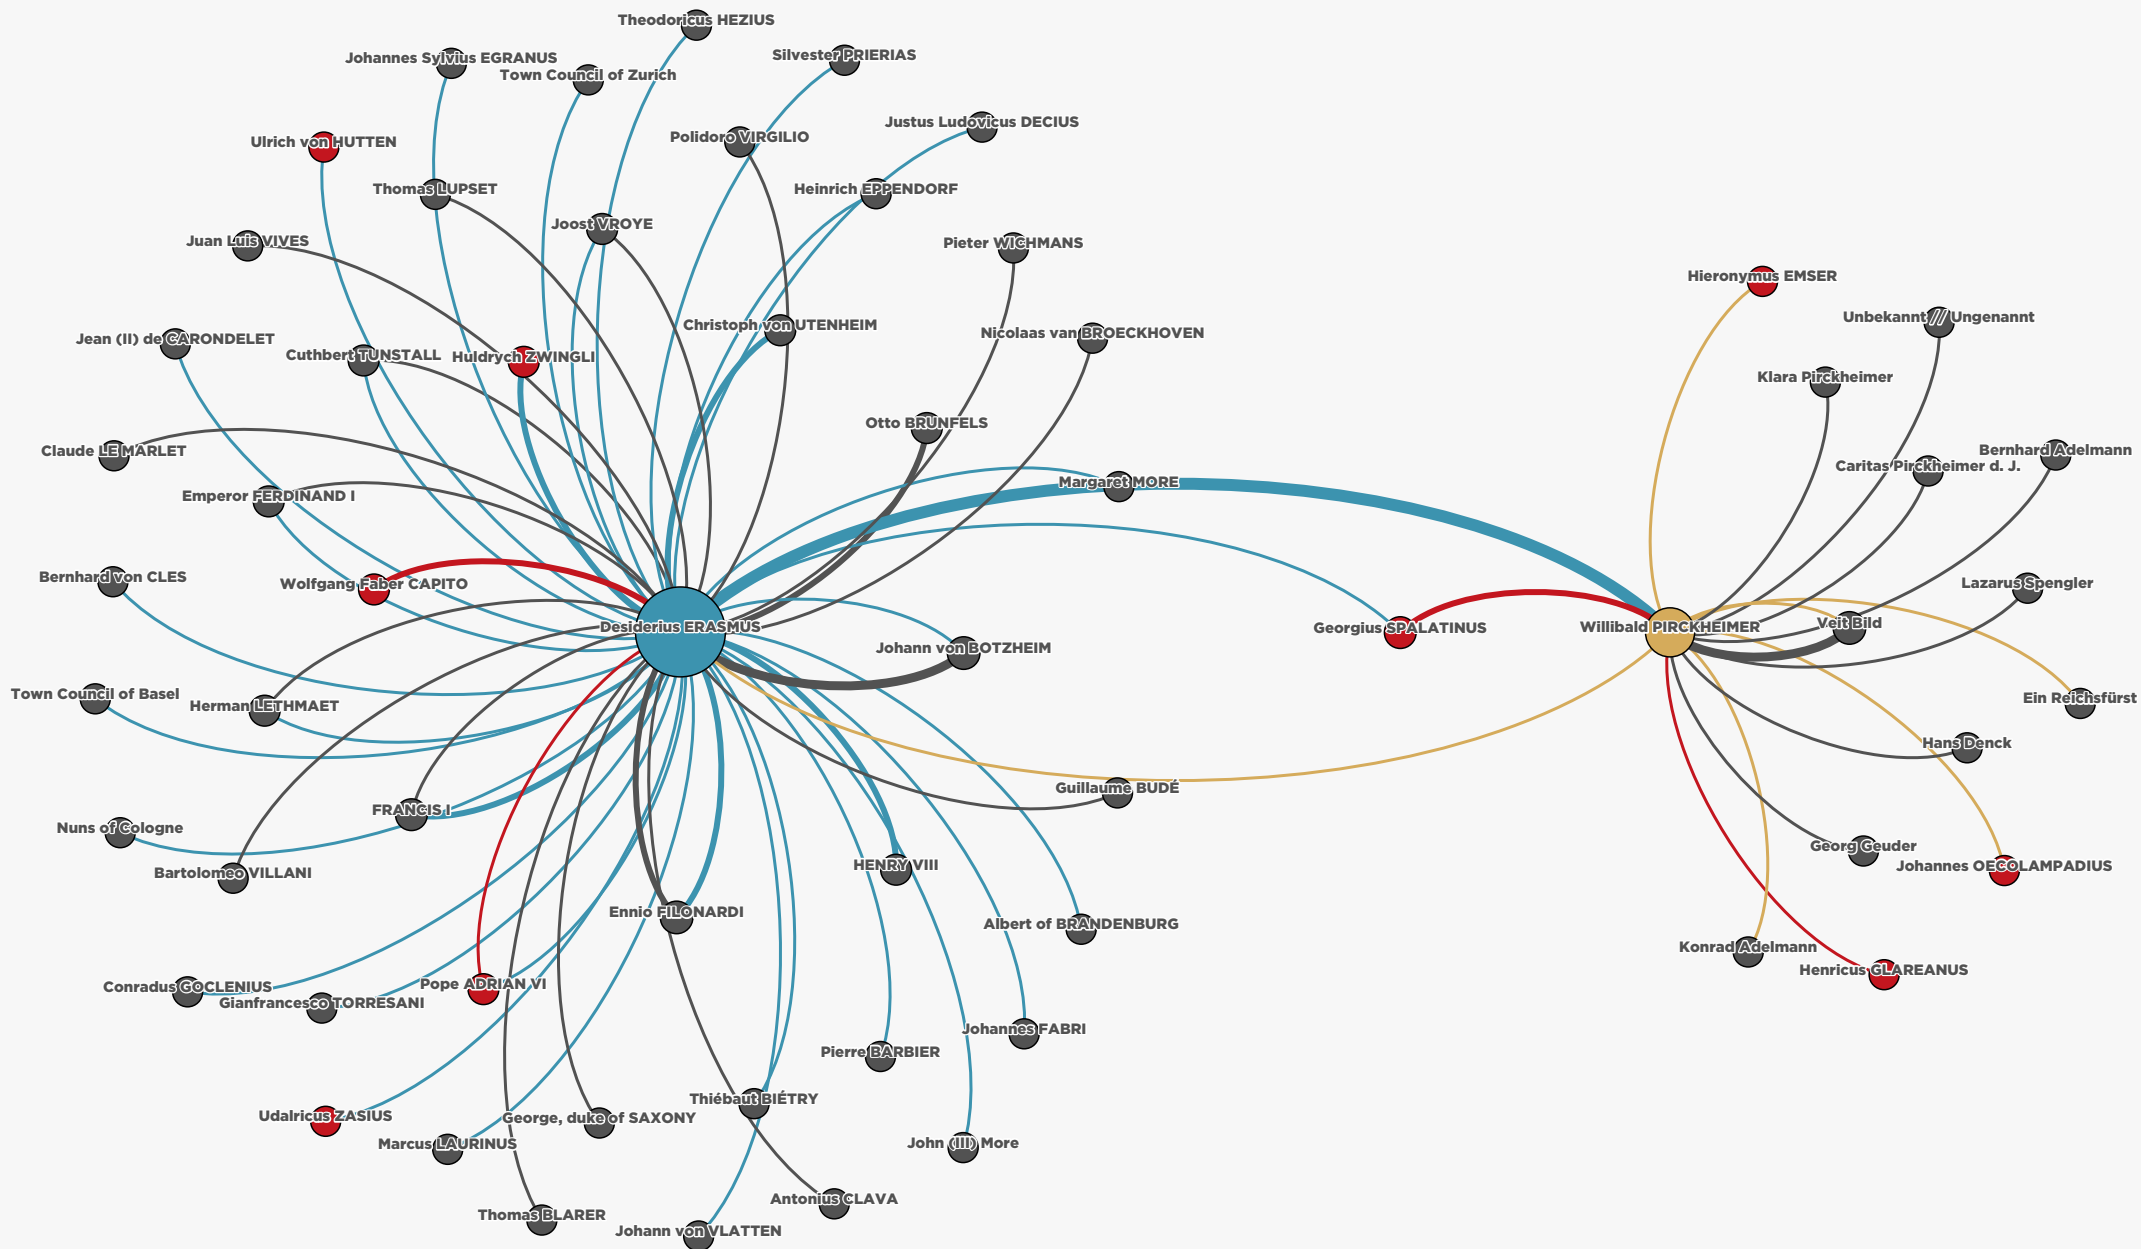 Theodoricus HEZIUS
Johannes Sylvius EGRANUS
Silvester PRIERIAS
Town Council of Zurich
Justus Ludovicus DECIUS
Ulrich von HUTTEN
Polidoro VIRGILIO
Thomas LUPSET
Heinrich EPPENDORF
Joost VROYE
Juan Luis VIVES
Pieter WICHMANS
Hieronymus EMSER
Unbekannt // Ungenannt
Christoph von UTENHEIM
Nicolaas van BROECKHOVEN
Jean (II) de CARONDELET
Cuthbert TUNSTALL
Huldrych ZWINGLI
Klara Pirckheimer
Otto BRUNFELS
Claude LE MARLET
Bernhard Adelmann
Caritas Pirckheimer d. J.
Margaret MORE
Emperor FERDINAND I
Bernhard von CLES
Wolfgang Faber CAPITO
Lazarus Spengler
Desiderius ERASMUS
Georgius SPALATINUS
Willibald PIRCKHEIMER
Veit Bild
Johann von BOTZHEIM
Town Council of Basel
Herman LETHMAET
Ein Reichsfürst
Hans Denck
Guillaume BUDÉ
FRANCIS I
Nuns of Cologne
Georg Geuder
HENRY VIII
Johannes OECOLAMPADIUS
Bartolomeo VILLANI
Ennio FILONARDI
Albert of BRANDENBURG
Konrad Adelmann
Henricus GLAREANUS
Conradus GOCLENIUS
Pope ADRIAN VI
Gianfrancesco TORRESANI
Johannes FABRI
Pierre BARBIER
Thiébaut BIÉTRY
Udalricus ZASIUS
George, duke of SAXONY
Marcus LAURINUS
John (III) More
Antonius CLAVA
Thomas BLARER
Johann von VLATTEN